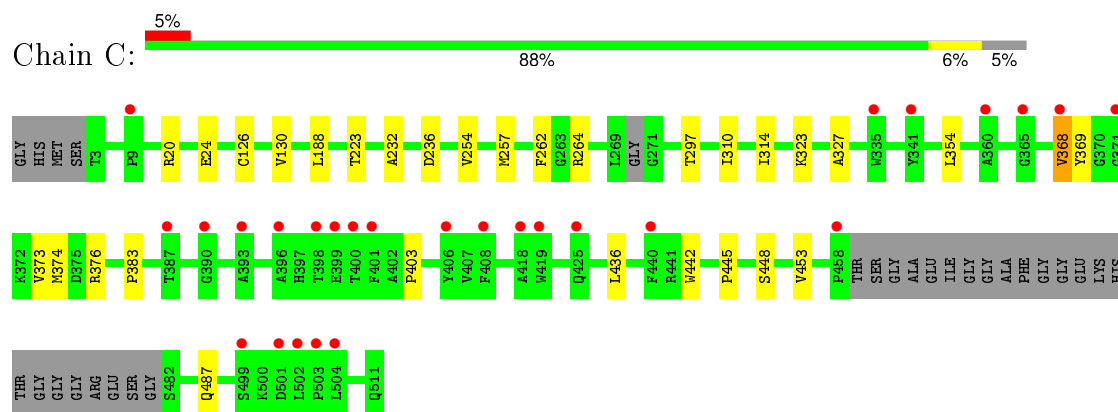 5%
Chain C:
88% 6% 5%
GLY HIS MET SER T3 P9 R20 E24 C126 V130 L188 T223 A232 D236 V254 M257 F262 G263 R264 L269 GLY G271 T297 I310 I314 K323 A327 W335 Y341 L354 A360 G365 V368 Y369 G370
K372 V373 M374 D375 R376 P383 T387 G390 A393 A396 H397 T398 E399 T400 F401 A402 P403 Y406 V407 F408 A418 W419 Q425 L436 F440 R441 W442 P445 S448 V453 P458 THR SER GLY ALA GLU ILE GLY GLY ALA PHE GLY GLY GLU LYS HIS
THR GLY GLY GLY ARG GLU SER GLY S482 Q487 S499 K500 D501 L502 P503 L504 Q511